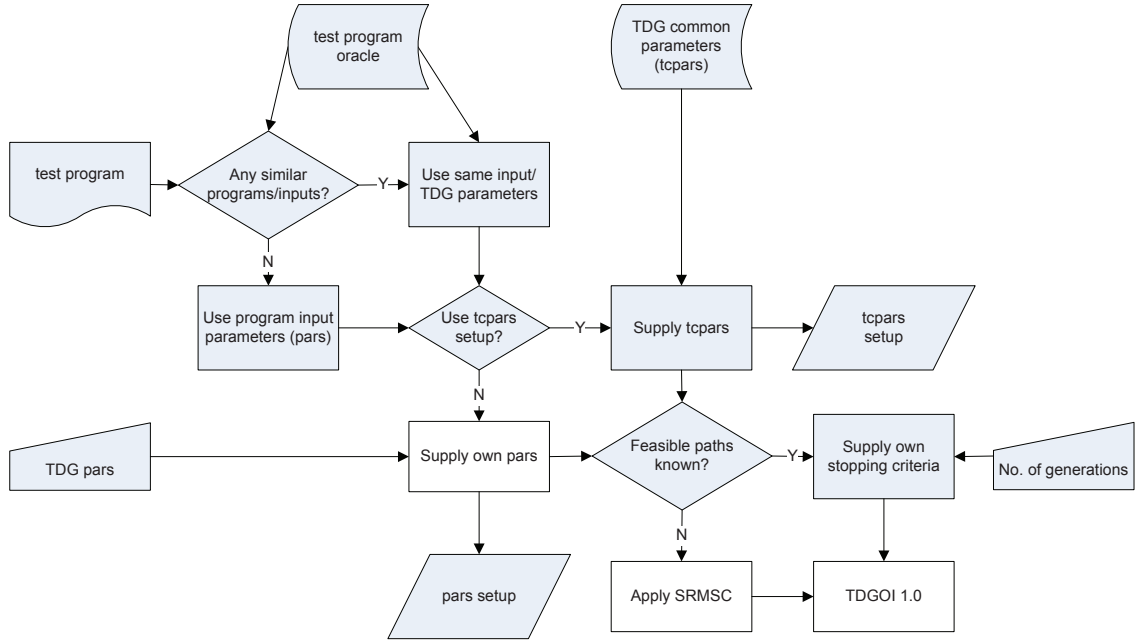 test program
oracle
TDG common
parameters
(tcpars)
test program
Any similar
programs/inputs?
Y
Use same input/
TDG parameters
N
Use program input
parameters (pars)
Use tcpars
setup?
Y
Supply tcpars
tcpars
setup
N
TDG pars
Supply own pars
Feasible paths
known?
Y
Supply own
stopping criteria
No. of generations
N
pars setup
Apply SRMSC
TDGOI 1.0